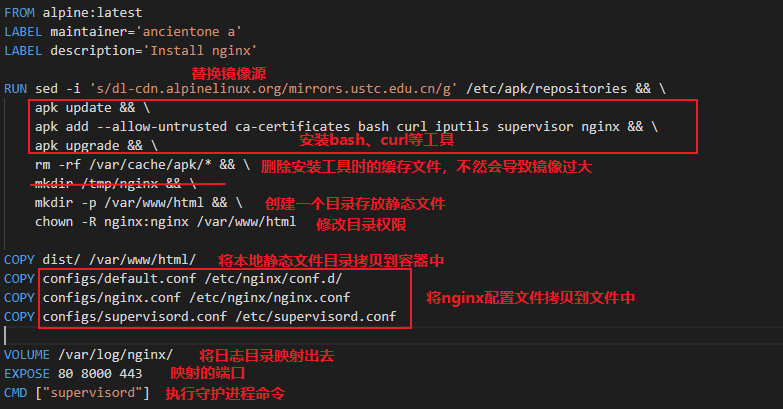 FROM alpine:latest
LABEL maintainer='ancientone a'
LABEL description='Install nginx'
替换镜像源
RUN sed -i 's/dl-cdn.alpinelinux.org/mirrors.ustc.edu.cn/g' /etc/apk/repositories && \
apk update && \
apk add --allow-untrusted ca-certificates bash curl iputils supervisor nginx && \
apk upgrade && \ 安装bash、curl等工具
rm -rf /var/cache/apk/* && \ 删除安装工具时的缓存文件，不然会导致镜像过大
mkdir /tmp/nginx && \
mkdir -p /var/www/html && \ 创建一个目录存放静态文件
chown -R nginx:nginx /var/www/html 修改目录权限
COPY dist/ /var/www/html/ 将本地静态文件目录拷贝到容器中
COPY configs/default.conf /etc/nginx/conf.d/
COPY configs/nginx.conf /etc/nginx/nginx.conf 将nginx配置文件拷贝到文件中
COPY configs/supervisord.conf /etc/supervisord.conf
VOLUME /var/log/nginx/ 将日志目录映射出去
EXPOSE 80 8000 443 映射的端口
CMD ["supervisord"] 执行守护进程命令